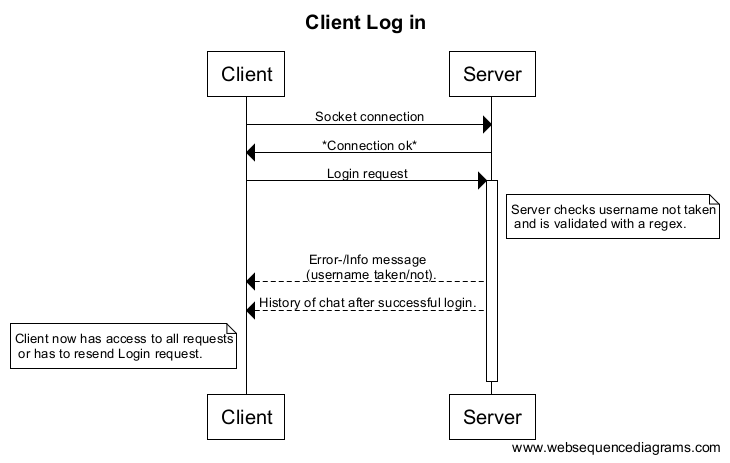 Client Log in
Client
Server
Socket connection
*Connection ok*
Login request
Server checks username not taken
and is validated with a regex.
Error-/Info message
(username taken/not).
History of chat after successful login.
Client now has access to all requests
or has to resend Login request.
Client
Server
www.websequencediagrams.com